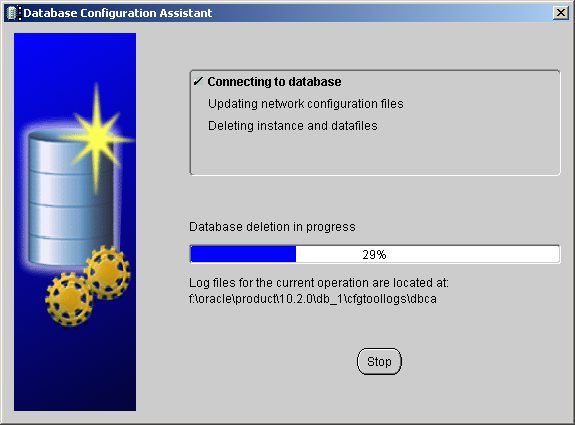 Database Configuration Assistant
✓ Connecting to database
Updating network configuration files
Deleting instance and datafiles
Database deletion in progress
29%
Log files for the current operation are located at:
f:\oracle\product\10.2.0\db_1\cfgtoollogs\dbca
Stop